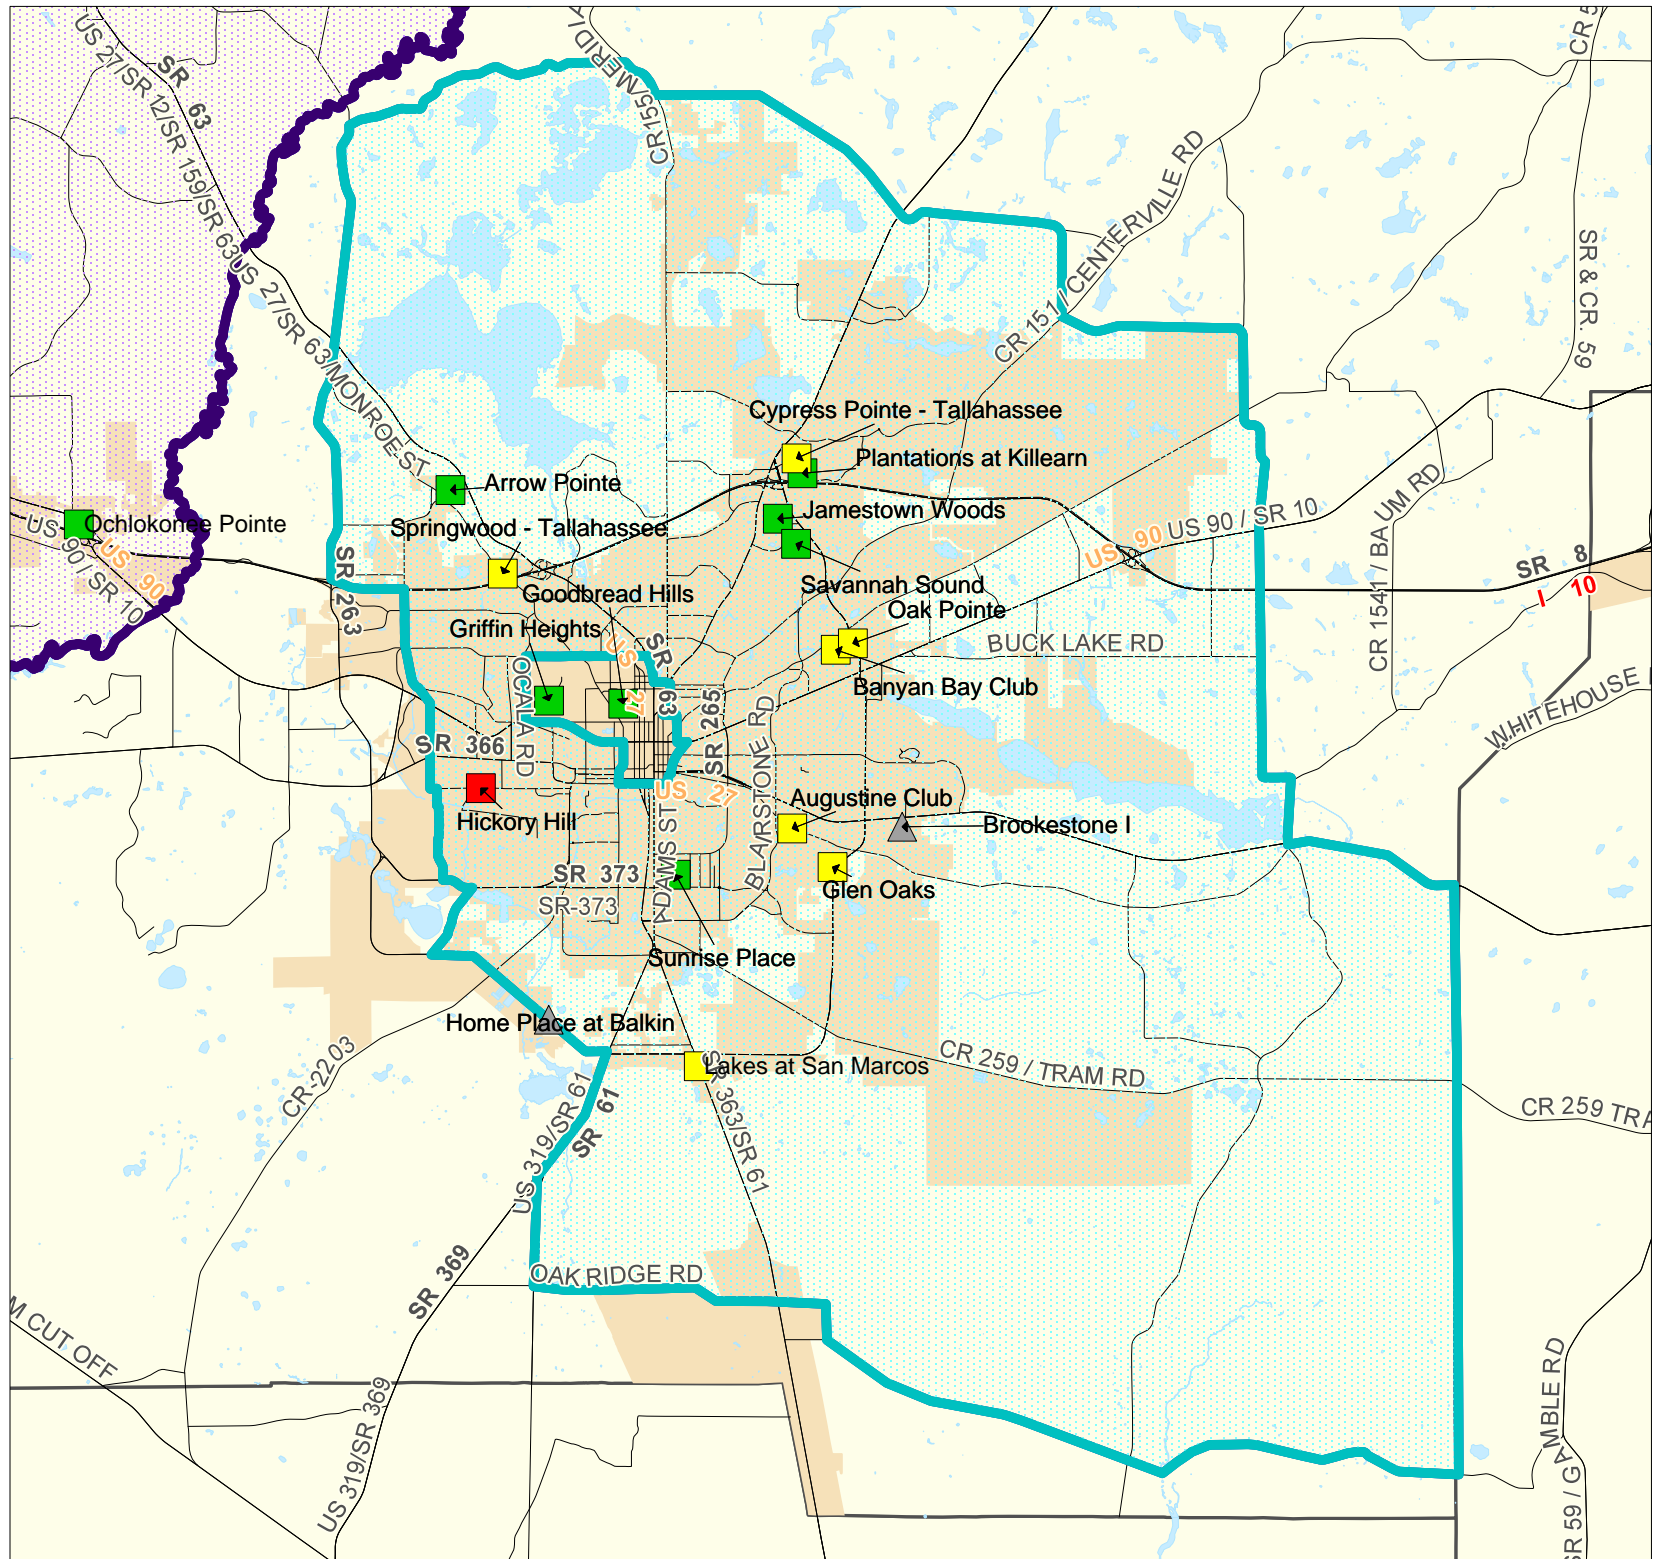 US 27/SR 12/SR 159/SR 63
SR 63
CR155/MERIDIA
CR 5
CR 151 / CENTERVILLE RD
SR & CR. 59
US 27/SR 63/MONROE ST
Cypress Pointe - Tallahassee
Plantations at Killearn
Arrow Pointe
Jamestown Woods
Ochlokonee Pointe
Springwood - Tallahassee
US 90 / SR 10
US 90
US 90
US 90 / SR 10
CR 1541 / BAUM RD
SR 8
I 10
SR 263
Savannah Sound
Goodbread Hills
Oak Pointe
Griffin Heights
US 27
SR 63
BUCK LAKE RD
Banyan Bay Club
OCALA RD
SR 265
BLAIRSTONE RD
WHITEHOUSE
SR 366
US 27
Augustine Club
Hickory Hill
Brookestone I
SR 373
SR-373
ADAMS ST
Glen Oaks
Sunrise Place
Home Place at Balkin
CR-2203
Lakes at San Marcos
CR 259 / TRAM RD
CR 259 TRA
US 319/SR 61
SR 61
SR 363/SR 61
OAK RIDGE RD
SR 369
M CUT OFF
US 319/SR 369
SR 59 / GAMBLE RD